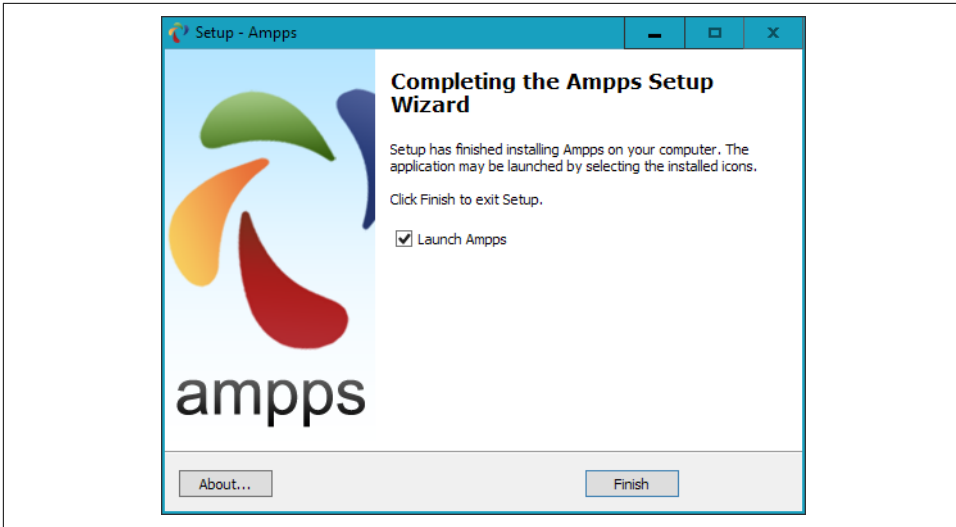 Setup - Ampps
Completing the Ampps Setup
Wizard
Setup has finished installing Ampps on your computer. The
application may be launched by selecting the installed icons.
Click Finish to exit Setup.
Launch Ampps
ampps
About...
Finish